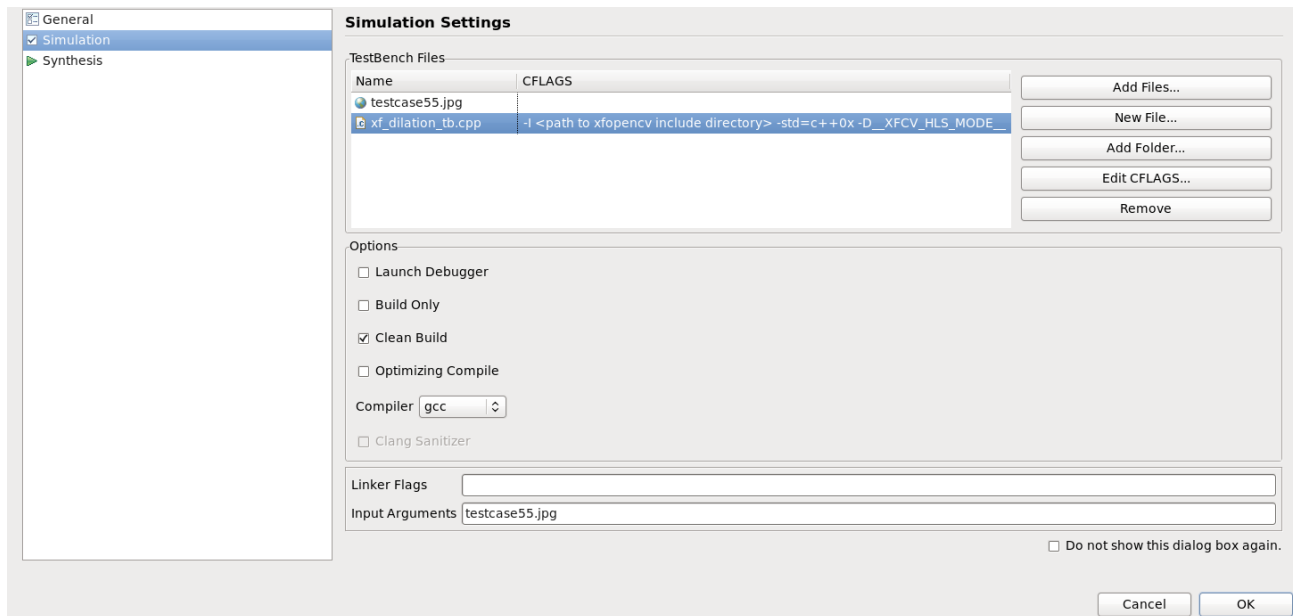 General
Simulation
Synthesis
Simulation Settings
TestBench Files
Name CFLAGS
testcase55.jpg
xf_dilation_tb.cpp -I <path to xfopencv include directory> -std=c++0x -D__XFCV_HLS_MODE__
Add Files...
New File...
Add Folder...
Edit CFLAGS...
Remove
Options
Launch Debugger
Build Only
Clean Build
Optimizing Compile
Compiler gcc
Clang Sanitizer
Linker Flags
Input Arguments testcase55.jpg
Do not show this dialog box again.
Cancel OK